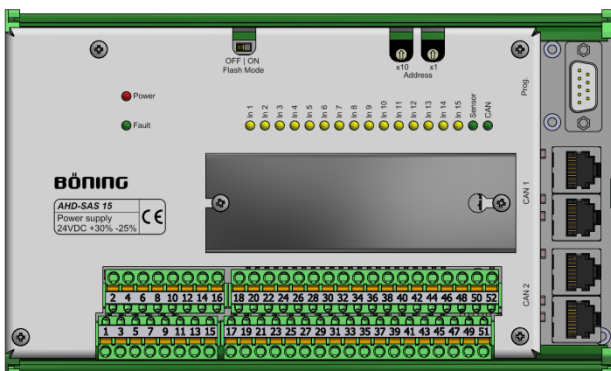 OFF | ON
Flash Mode
x10 x1
Address
Prog.
Power
Fault
In 1
In 2
In 3
In 4
In 5
In 6
In 7
In 8
In 9
In 10
In 11
In 12
In 13
In 14
In 15
Sensor
CAN
BÖNING
AHD-SAS 15
Power supply
24VDC +30% -25%
CE
CAN 1
CAN 2
2 4 6 8 10 12 14 16 18 20 22 24 26 28 30 32 34 36 38 40 42 44 46 48 50 52
1 3 5 7 9 11 13 15 17 19 21 23 25 27 29 31 33 35 37 39 41 43 45 47 49 51